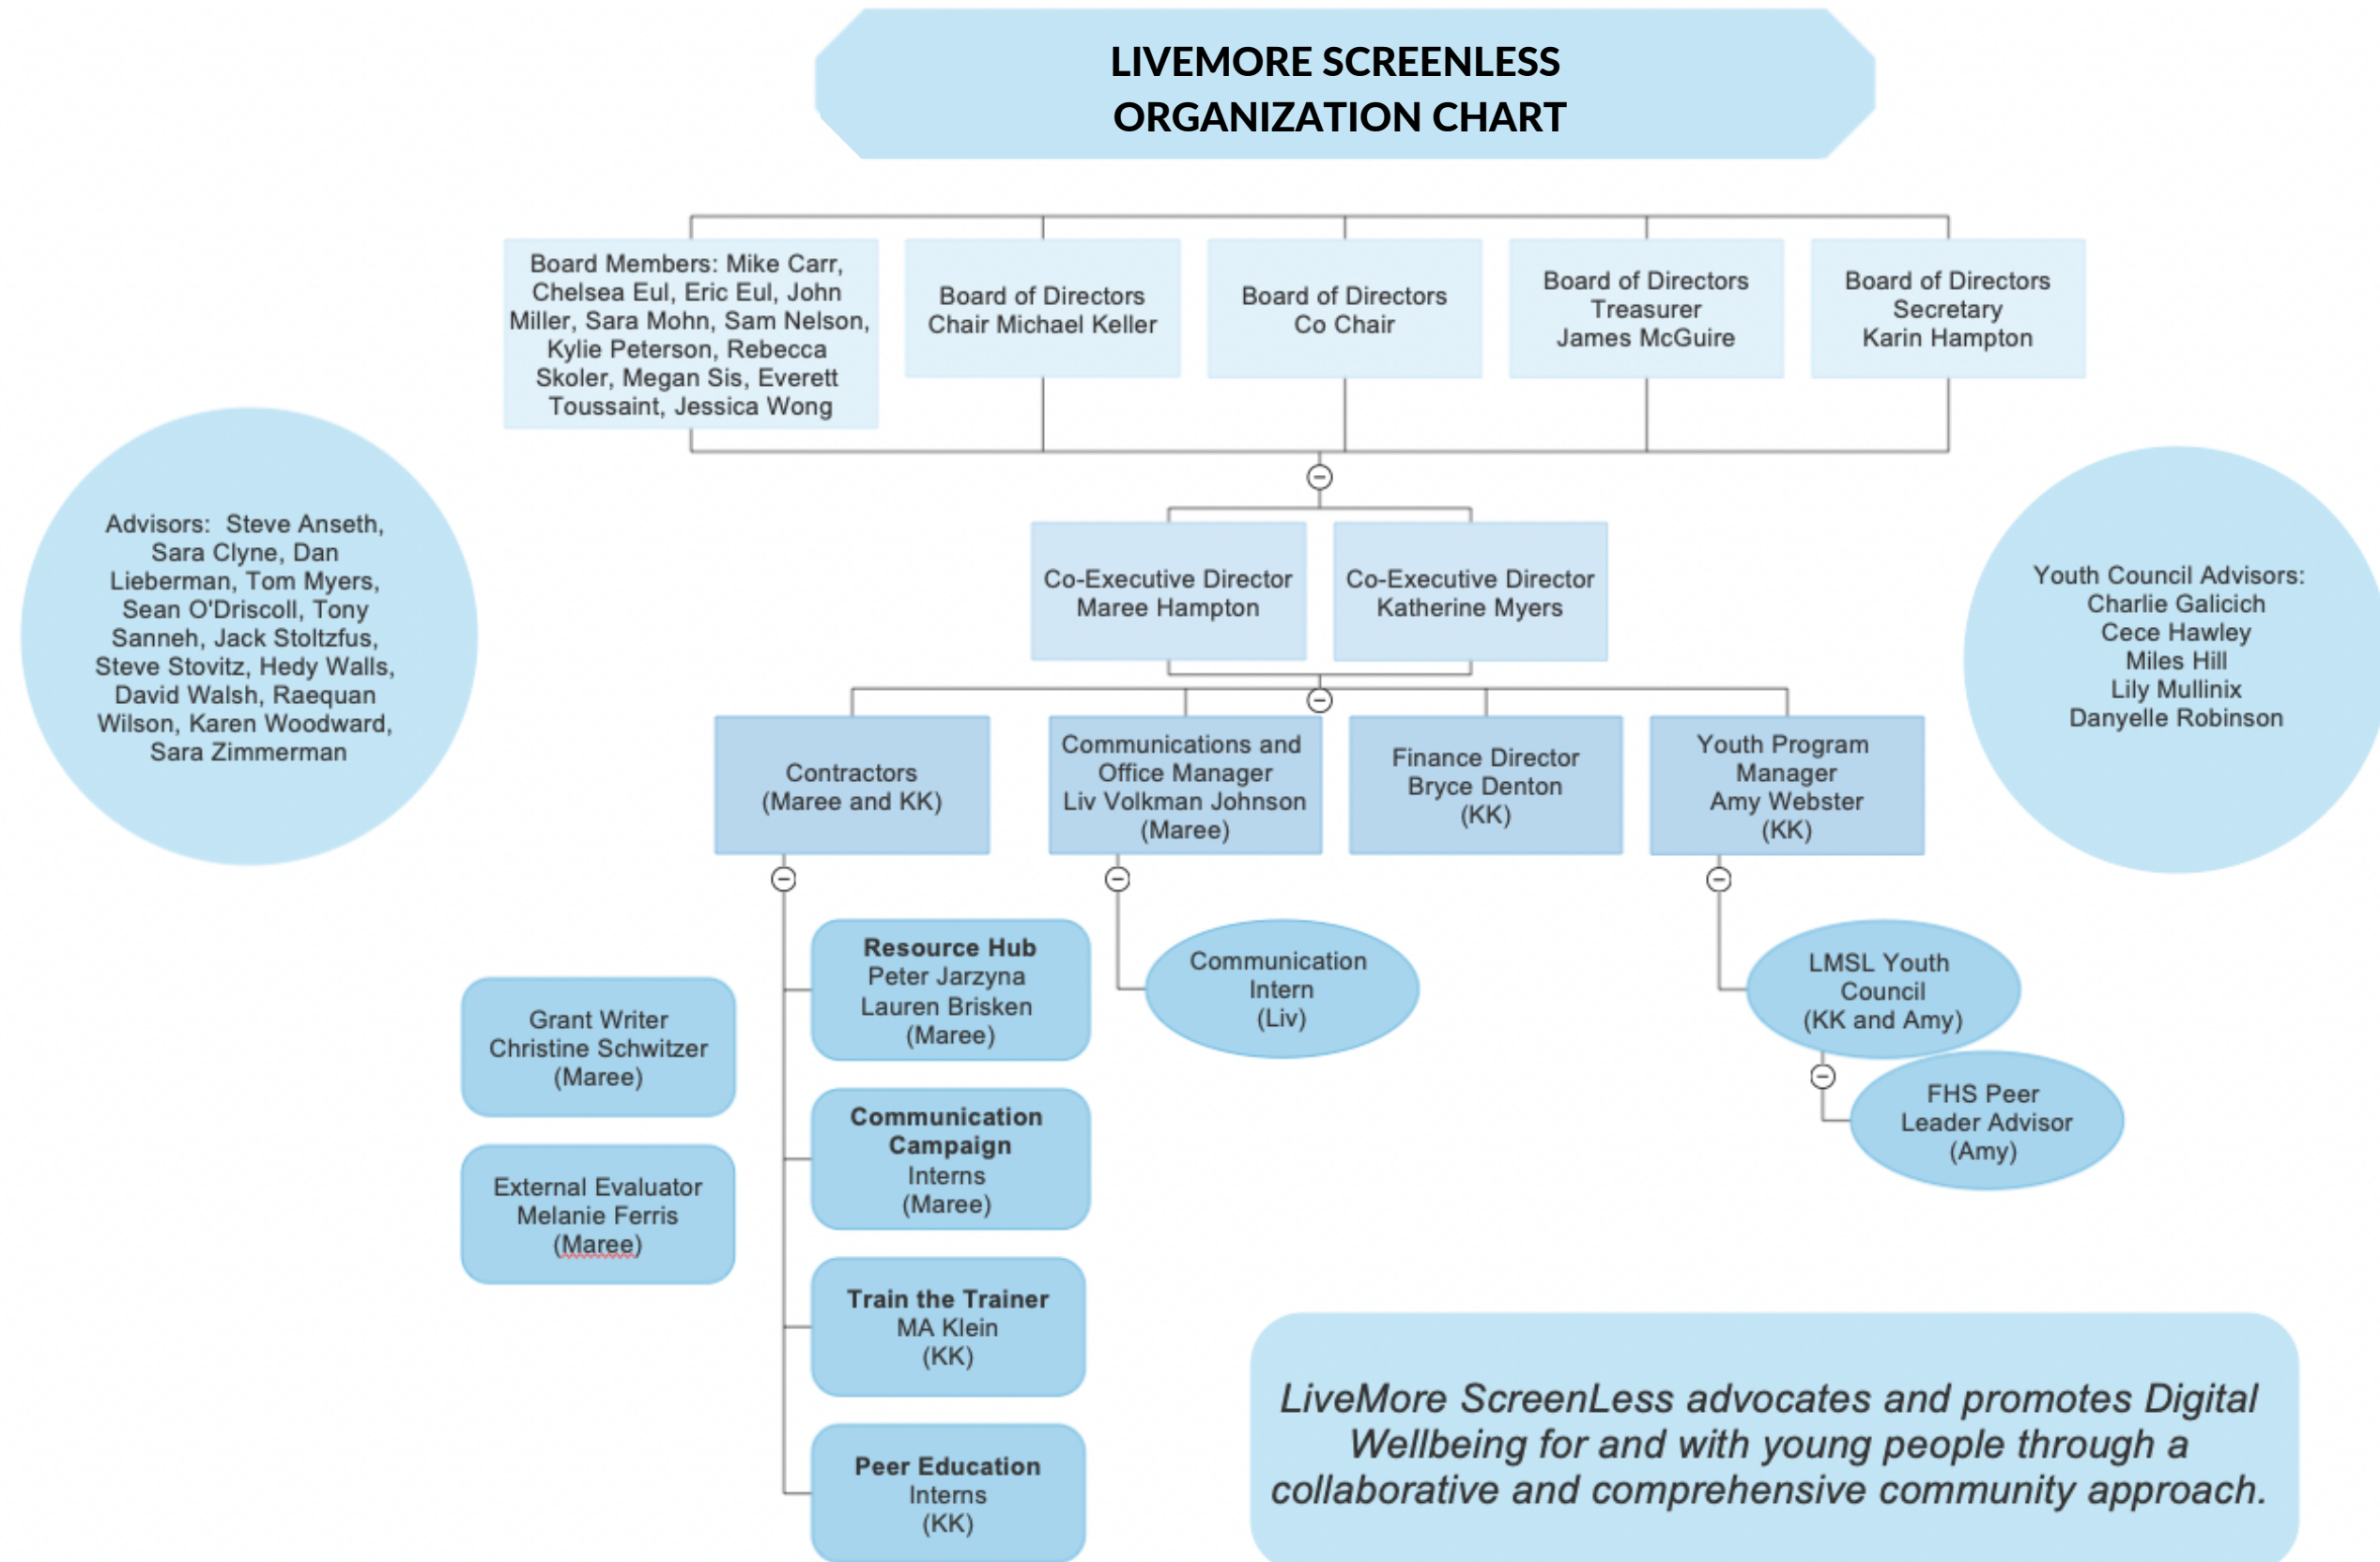 LIVEMORE SCREENLESS
ORGANIZATION CHART
Board Members: Mike Carr,
Chelsea Eul, Eric Eul, John
Miller, Sara Mohn, Sam Nelson,
Kylie Peterson, Rebecca
Skoler, Megan Sis, Everett
Toussaint, Jessica Wong
Board of Directors
Chair Michael Keller
Board of Directors
Co Chair
Board of Directors
Treasurer
James McGuire
Board of Directors
Secretary
Karin Hampton
Advisors:  Steve Anseth,
Sara Clyne, Dan
Lieberman, Tom Myers,
Sean O'Driscoll, Tony
Sanneh, Jack Stoltzfus,
Steve Stovitz, Hedy Walls,
David Walsh, Raequan
Wilson, Karen Woodward,
Sara Zimmerman
Co-Executive Director
Maree Hampton
Co-Executive Director
Katherine Myers
Youth Council Advisors:
Charlie Galicich
Cece Hawley
Miles Hill
Lily Mullinix
Danyelle Robinson
Contractors
(Maree and KK)
Communications and
Office Manager
Liv Volkman Johnson
(Maree)
Finance Director
Bryce Denton
(KK)
Youth Program
Manager
Amy Webster
(KK)
Grant Writer
Christine Schwitzer
(Maree)
External Evaluator
Melanie Ferris
(Maree)
Resource Hub
Peter Jarzyna
Lauren Brisken
(Maree)
Communication
Campaign
Interns
(Maree)
Train the Trainer
MA Klein
(KK)
Peer Education
Interns
(KK)
Communication
Intern
(Liv)
LMSL Youth
Council
(KK and Amy)
FHS Peer
Leader Advisor
(Amy)
LiveMore ScreenLess advocates and promotes Digital
Wellbeing for and with young people through a
collaborative and comprehensive community approach.